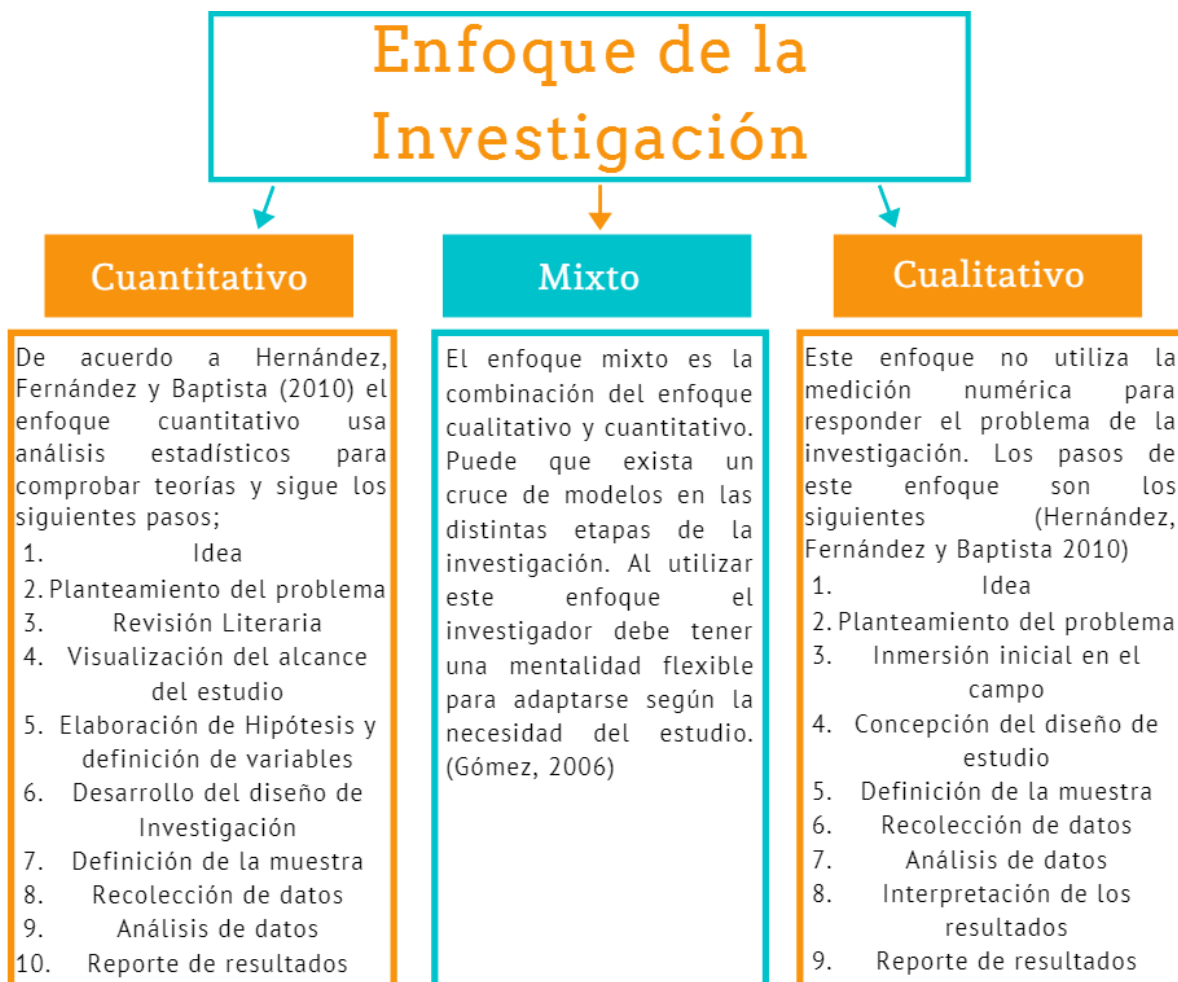 Enfoque de la
Investigación
Cuantitativo
De acuerdo a Hernández,
Fernández y Baptista (2010) el
enfoque cuantitativo usa
análisis estadísticos para
comprobar teorías y sigue los
siguientes pasos;
1. Idea
2. Planteamiento del problema
3. Revisión Literaria
4. Visualización del alcance
del estudio
5. Elaboración de Hipótesis y
definición de variables
6. Desarrollo del diseño de
Investigación
7. Definición de la muestra
8. Recolección de datos
9. Análisis de datos
10. Reporte de resultados
Mixto
El enfoque mixto es la
combinación del enfoque
cualitativo y cuantitativo.
Puede que exista un
cruce de modelos en las
distintas etapas de la
investigación. Al utilizar
este enfoque el
investigador debe tener
una mentalidad flexible
para adaptarse según la
necesidad del estudio.
(Gómez, 2006)
Cualitativo
Este enfoque no utiliza la
medición numérica para
responder el problema de la
investigación. Los pasos de
este enfoque son los
siguientes (Hernández,
Fernández y Baptista 2010)
1. Idea
2. Planteamiento del problema
3. Inmersión inicial en el
campo
4. Concepción del diseño de
estudio
5. Definición de la muestra
6. Recolección de datos
7. Análisis de datos
8. Interpretación de los
resultados
9. Reporte de resultados